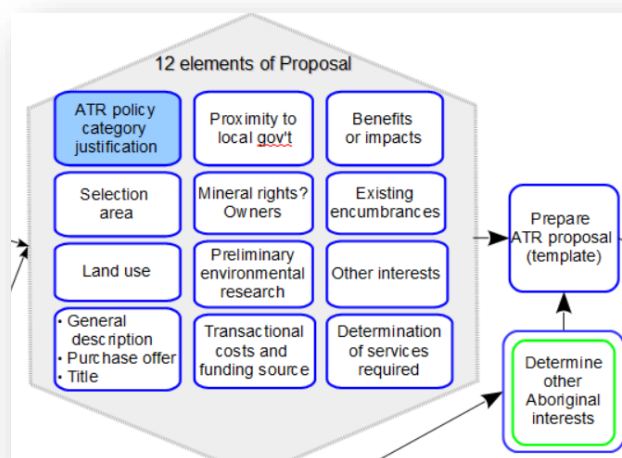 12 elements of Proposal
ATR policy
category
justification
Proximity to
local gov't
Benefits
or impacts
Selection
area
Mineral rights?
Owners
Existing
encumbrances
Land use
Preliminary
environmental
research
Other interests
• General
description
• Purchase offer
• Title
Transactional
costs and
funding source
Determination
of services
required
Prepare
ATR proposal
(template)
Determine
other
Aboriginal
interests